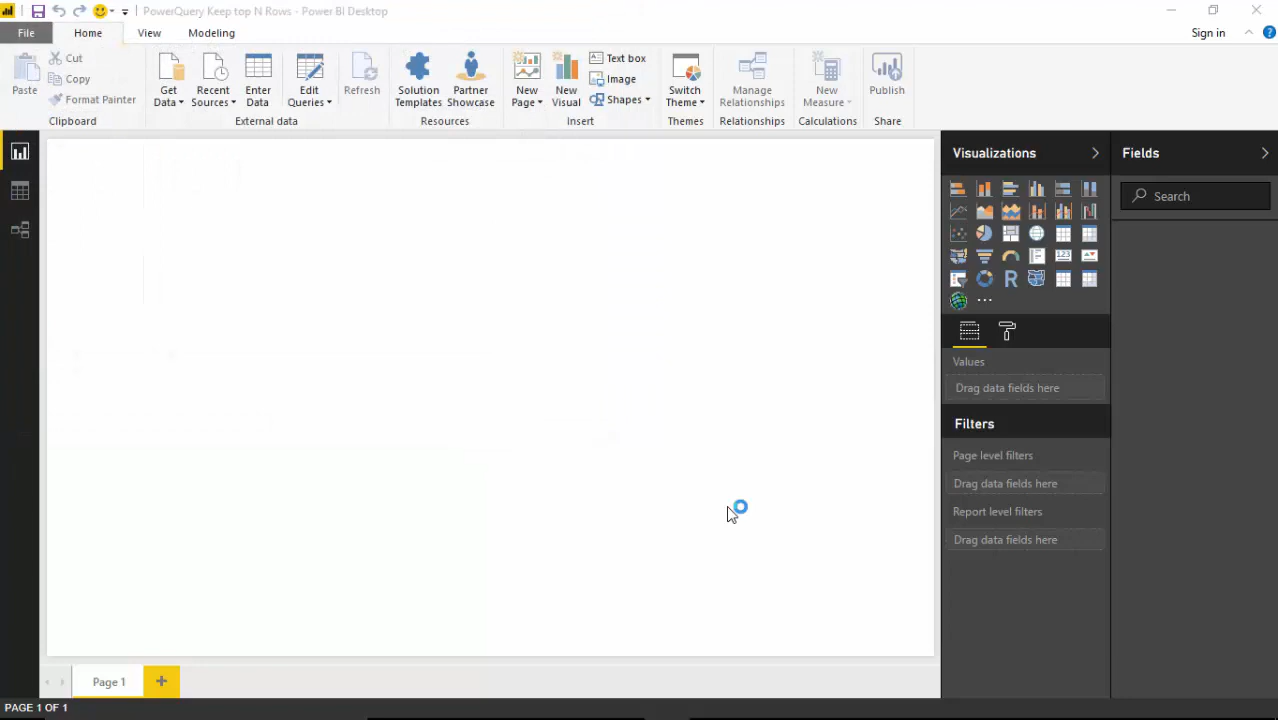 PowerQuery Keep top N Rows - Power BI Desktop
File
Home
View
Modeling
Sign in
Paste
Cut
Copy
Format Painter
Clipboard
Get
Data
Recent
Sources
Enter
Data
Edit
Queries
Refresh
External data
Solution
Templates
Partner
Showcase
Resources
New
Page
New
Visual
Text box
Image
Shapes
Insert
Switch
Theme
Themes
Manage
Relationships
Relationships
New
Measure
Calculations
Publish
Share
Visualizations
Fields
Search
123
R
Values
Drag data fields here
Filters
Page level filters
Drag data fields here
Report level filters
Drag data fields here
Page 1
PAGE 1 OF 1